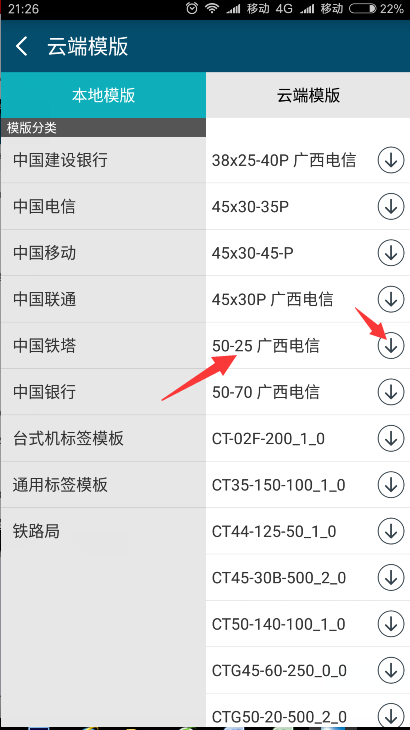 21:26 移动 4G 移动 22%
云端模版
本地模版 云端模版
模版分类
中国建设银行
中国电信
中国移动
中国联通
中国铁塔
中国银行
台式机标签模板
通用标签模板
铁路局
38x25-40P 广西电信
45x30-35P
45x30-45-P
45x30P 广西电信
50-25 广西电信
50-70 广西电信
CT-02F-200_1_0
CT35-150-100_1_0
CT44-125-50_1_0
CT45-30B-500_2_0
CT50-140-100_1_0
CTG45-60-250_0_0
CTG50-20-500_2_0